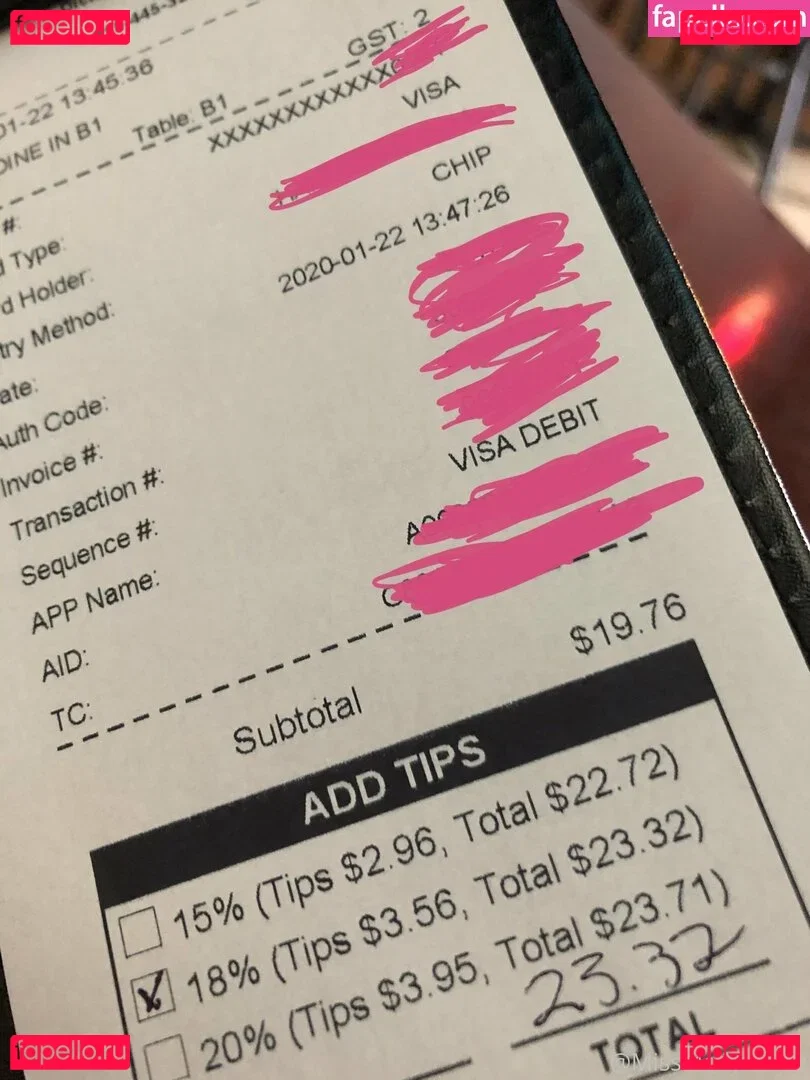 fapello.ru
fapello.ru
GST: 2
01-22 13:45:36
DINE IN B1
Table: B1
XXXXXXXXXXXX
#:
VISA
Type:
d Holder:
CHIP
try Method:
2020-01-22 13:47:26
ate:
Auth Code:
Invoice #:
Transaction #:
Sequence #:
APP Name:
VISA DEBIT
AID:
TC:
Subtotal
$19.76
ADD TIPS
15% (Tips $2.96, Total $22.72)
18% (Tips $3.56, Total $23.32)
20% (Tips $3.95, Total $23.71)
23.32
TOTAL
fapello.ru
fapello.ru